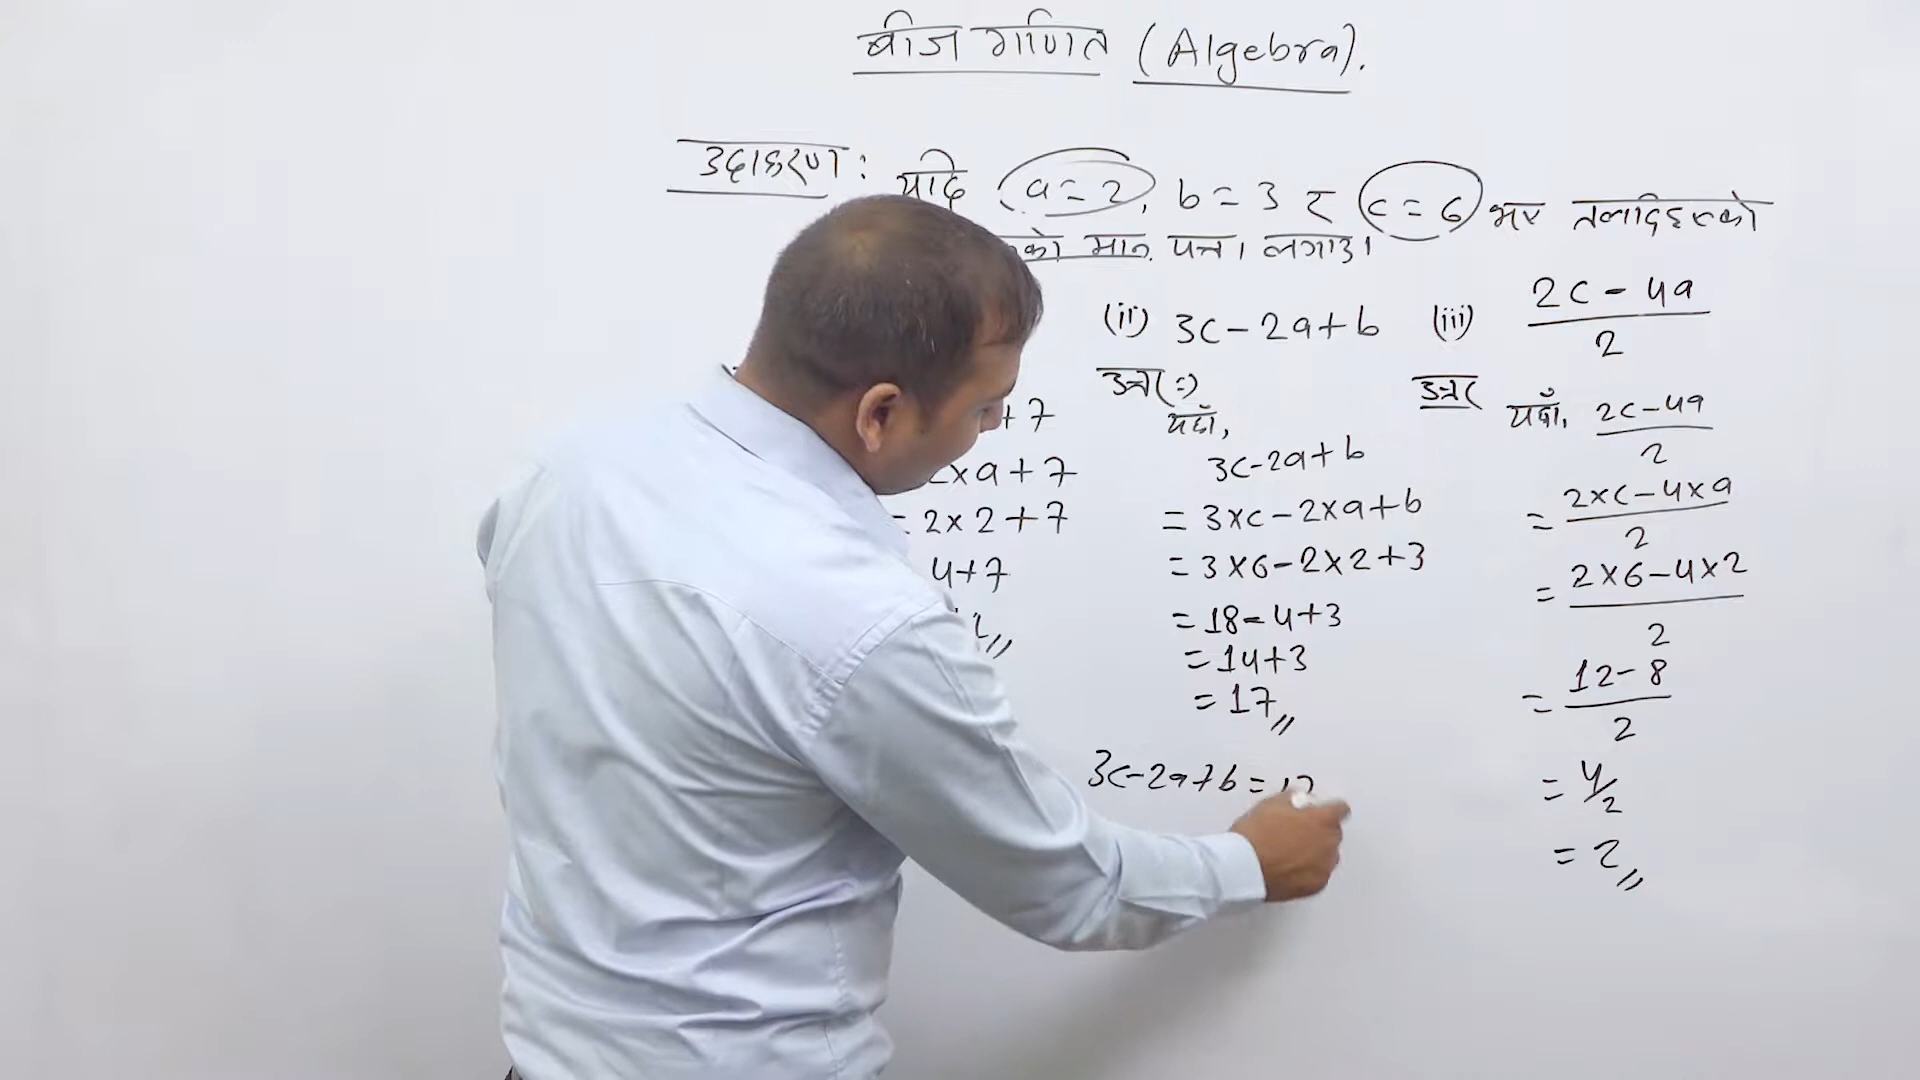 बीज गणित (Algebra).
उदाहरण: यदि a = 2, b = 3 र c = 6 भए तलदिइएको
को मान पत्ता लगाउ।
(ii) 3c - 2a + b
(iii) 2c - 4a / 2
+ 7
x a + 7
= 2 x 2 + 7
4 + 7
उत्तर :)
यहाँ,
3c - 2a + b
= 3 x c - 2 x a + b
= 3 x 6 - 2 x 2 + 3
= 18 - 4 + 3
= 14 + 3
= 17 //
3c - 2a + b =
उत्तर
यहाँ, 2c - 4a / 2
= 2 x c - 4 x a / 2
= 2 x 6 - 4 x 2 / 2
= 12 - 8 / 2
= 4/2
= 2 //